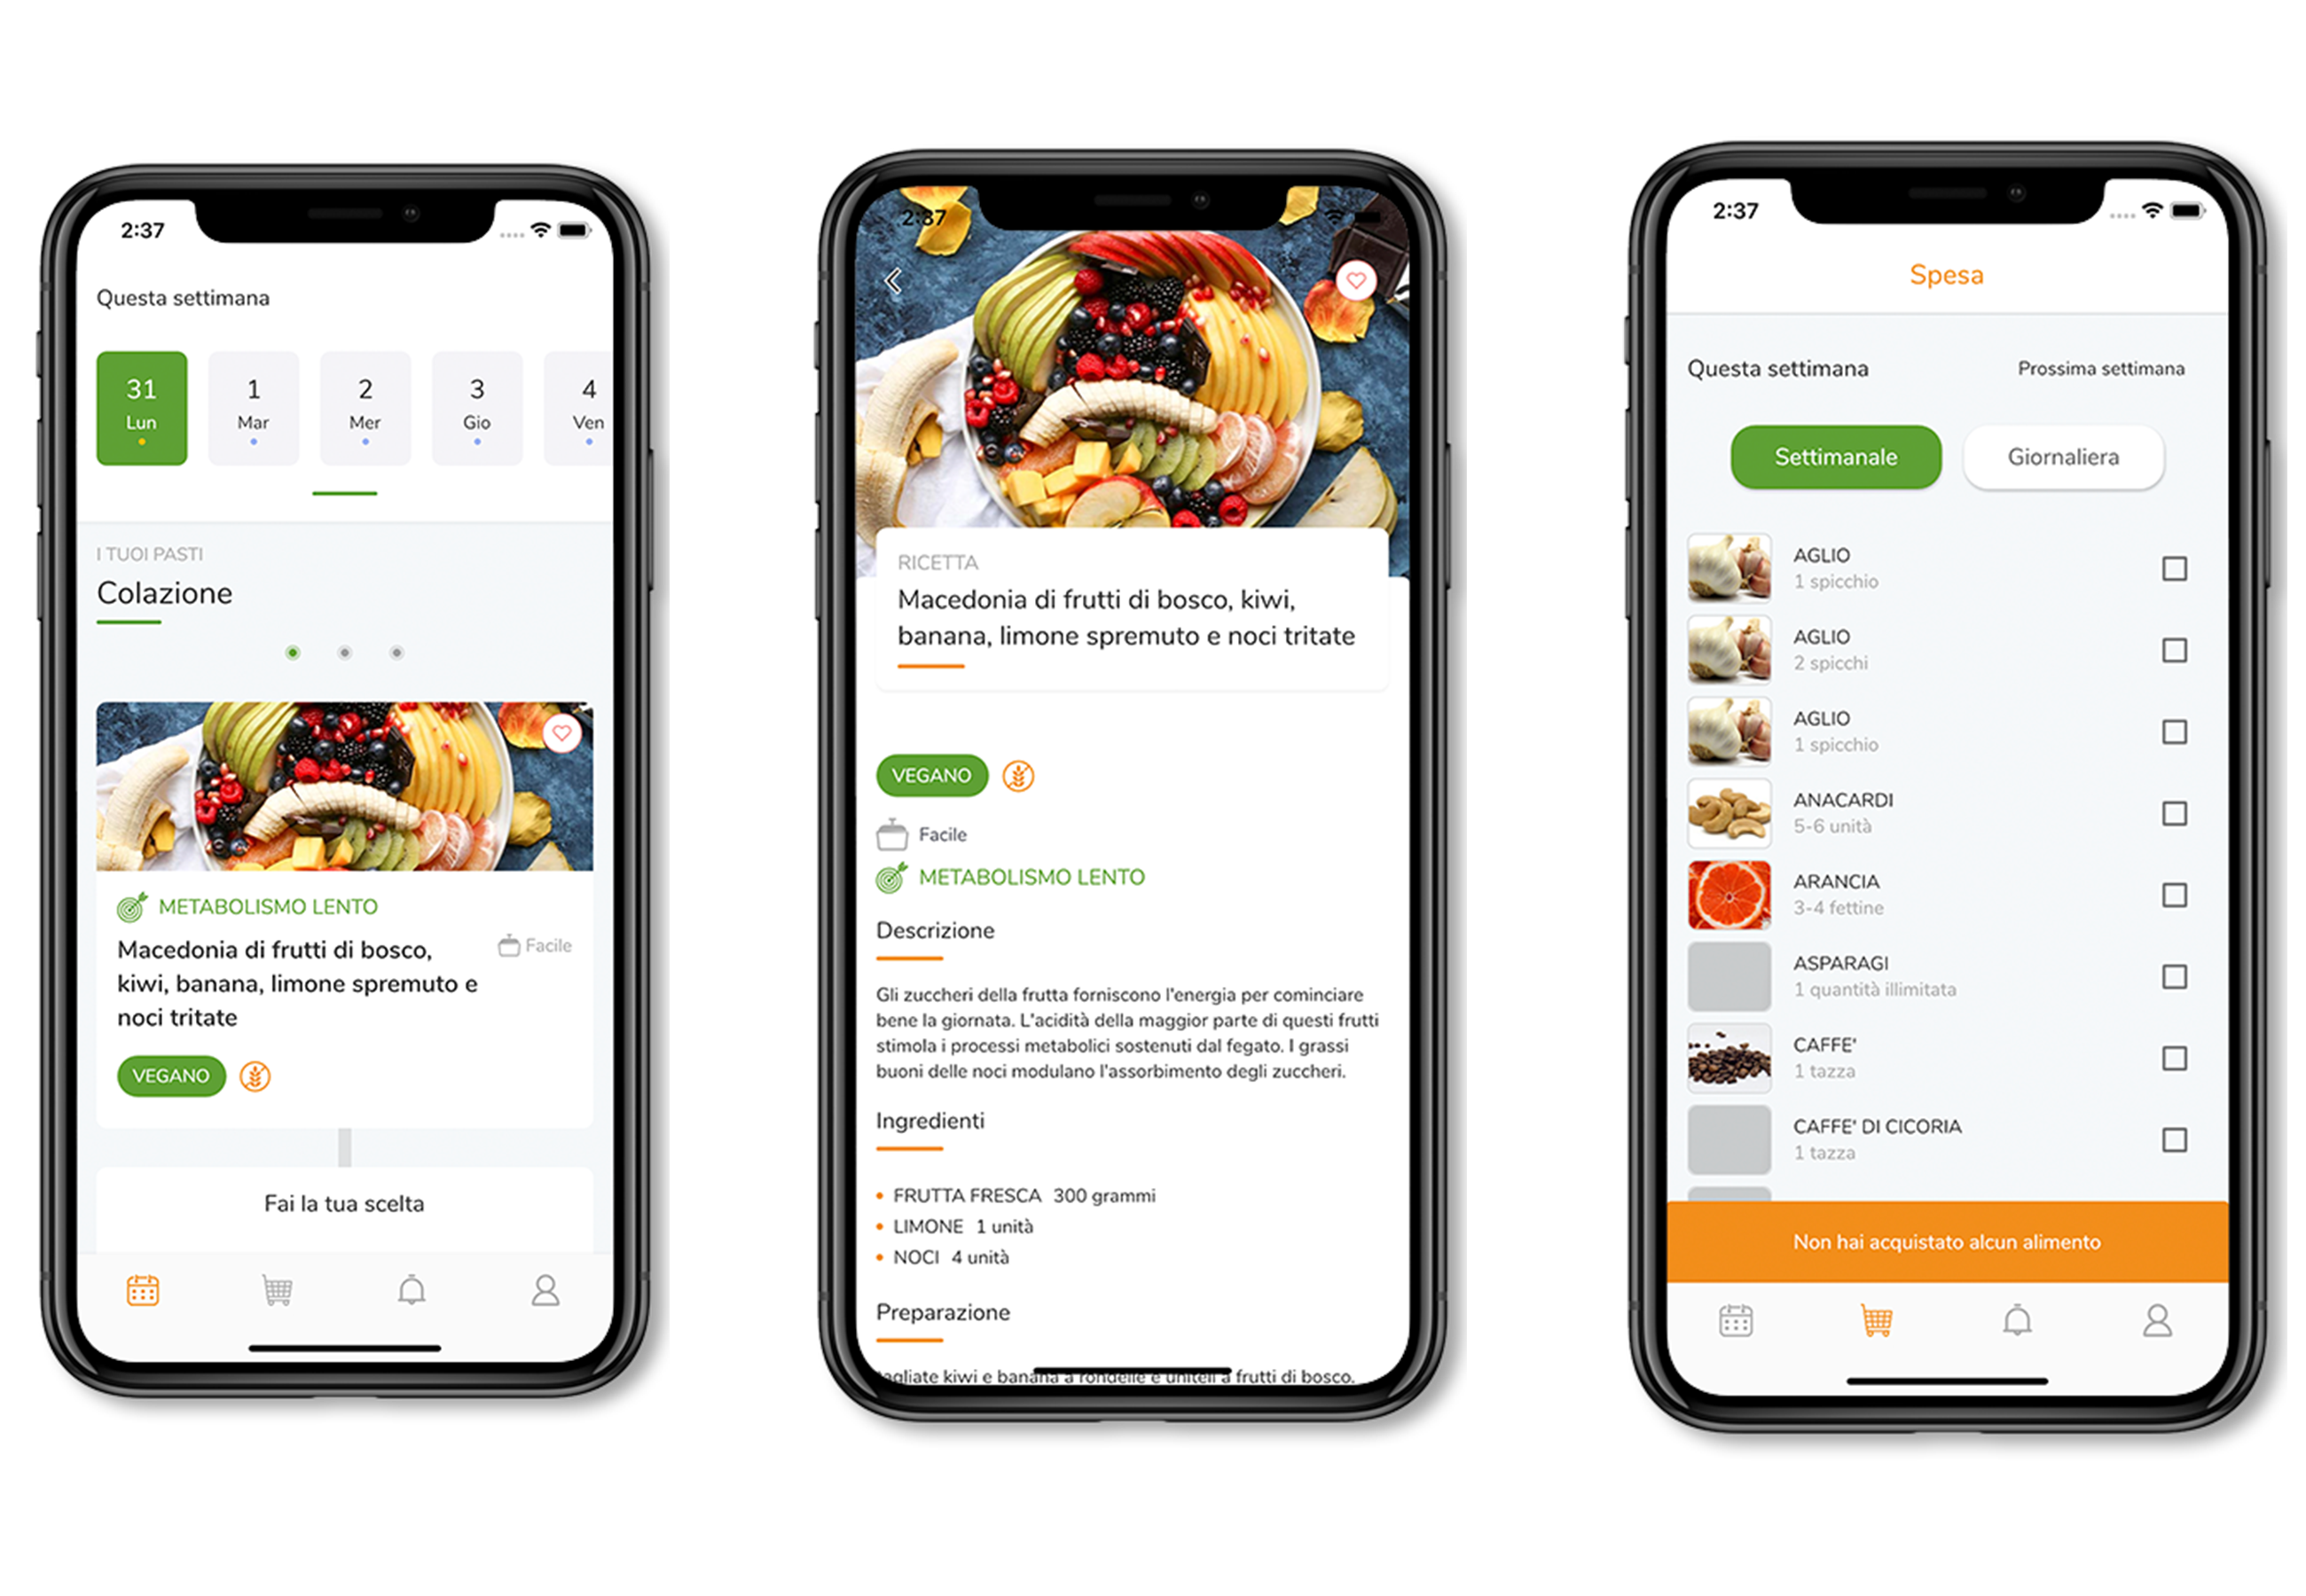 2:37
Questa settimana
31 1 2 3 4
Lun Mar Mer Gio Ven
I TUOI PASTI
Colazione
METABOLISMO LENTO
Macedonia di frutti di bosco,
kiwi, banana, limone spremuto e
noci tritate
Facile
VEGANO
Fai la tua scelta
2:37
RICETTA
Macedonia di frutti di bosco, kiwi,
banana, limone spremuto e noci tritate
VEGANO
Facile
METABOLISMO LENTO
Descrizione
Gli zuccheri della frutta forniscono l'energia per cominciare
bene la giornata. L'acidità della maggior parte di questi frutti
stimola i processi metabolici sostenuti dal fegato. I grassi
buoni delle noci modulano l'assorbimento degli zuccheri.
Ingredienti
FRUTTA FRESCA 300 grammi
LIMONE 1 unità
NOCI 4 unità
Preparazione
kiwi e banana a rondelle e frutti di bosco.
2:37
Spesa
Questa settimana Prossima settimana
Settimanale Giornaliera
AGLIO
1 spicchio
AGLIO
2 spicchi
AGLIO
1 spicchio
ANACARDI
5-6 unità
ARANCIA
3-4 fettine
ASPARAGI
1 quantità illimitata
CAFFE'
1 tazza
CAFFE' DI CICORIA
1 tazza
Non hai acquistato alcun alimento